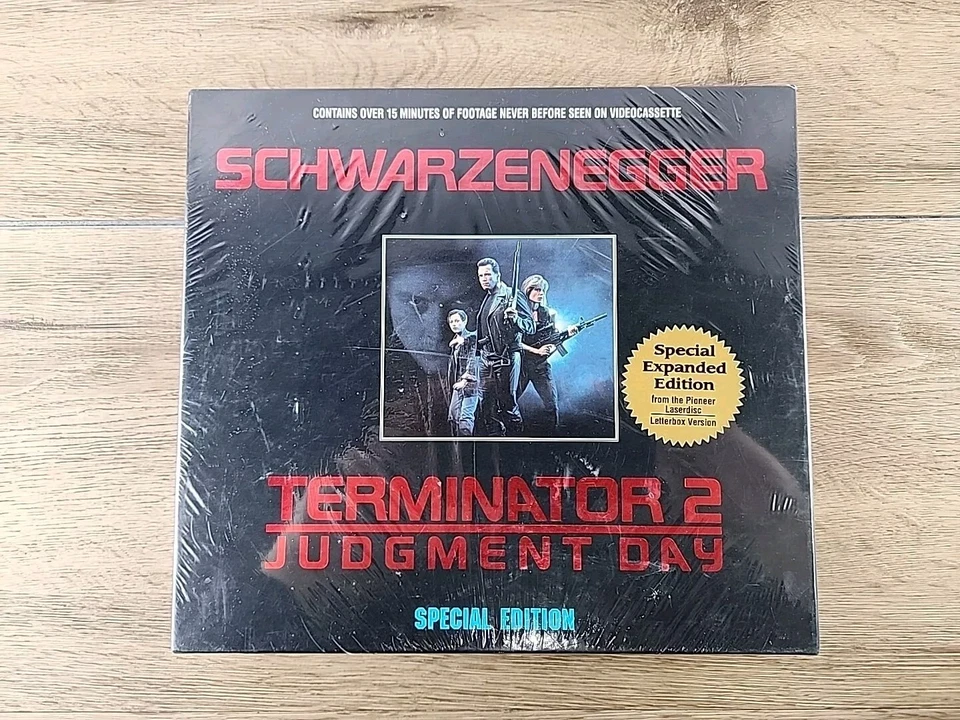 CONTAINS OVER 15 MINUTES OF FOOTAGE NEVER BEFORE SEEN ON VIDEOCASSETTE
SCHWARZENEGGER
Special
Expanded
Edition
from the Pioneer
Laserdisc
Letterbox Version
TERMINATOR 2
JUDGMENT DAY
SPECIAL EDITION